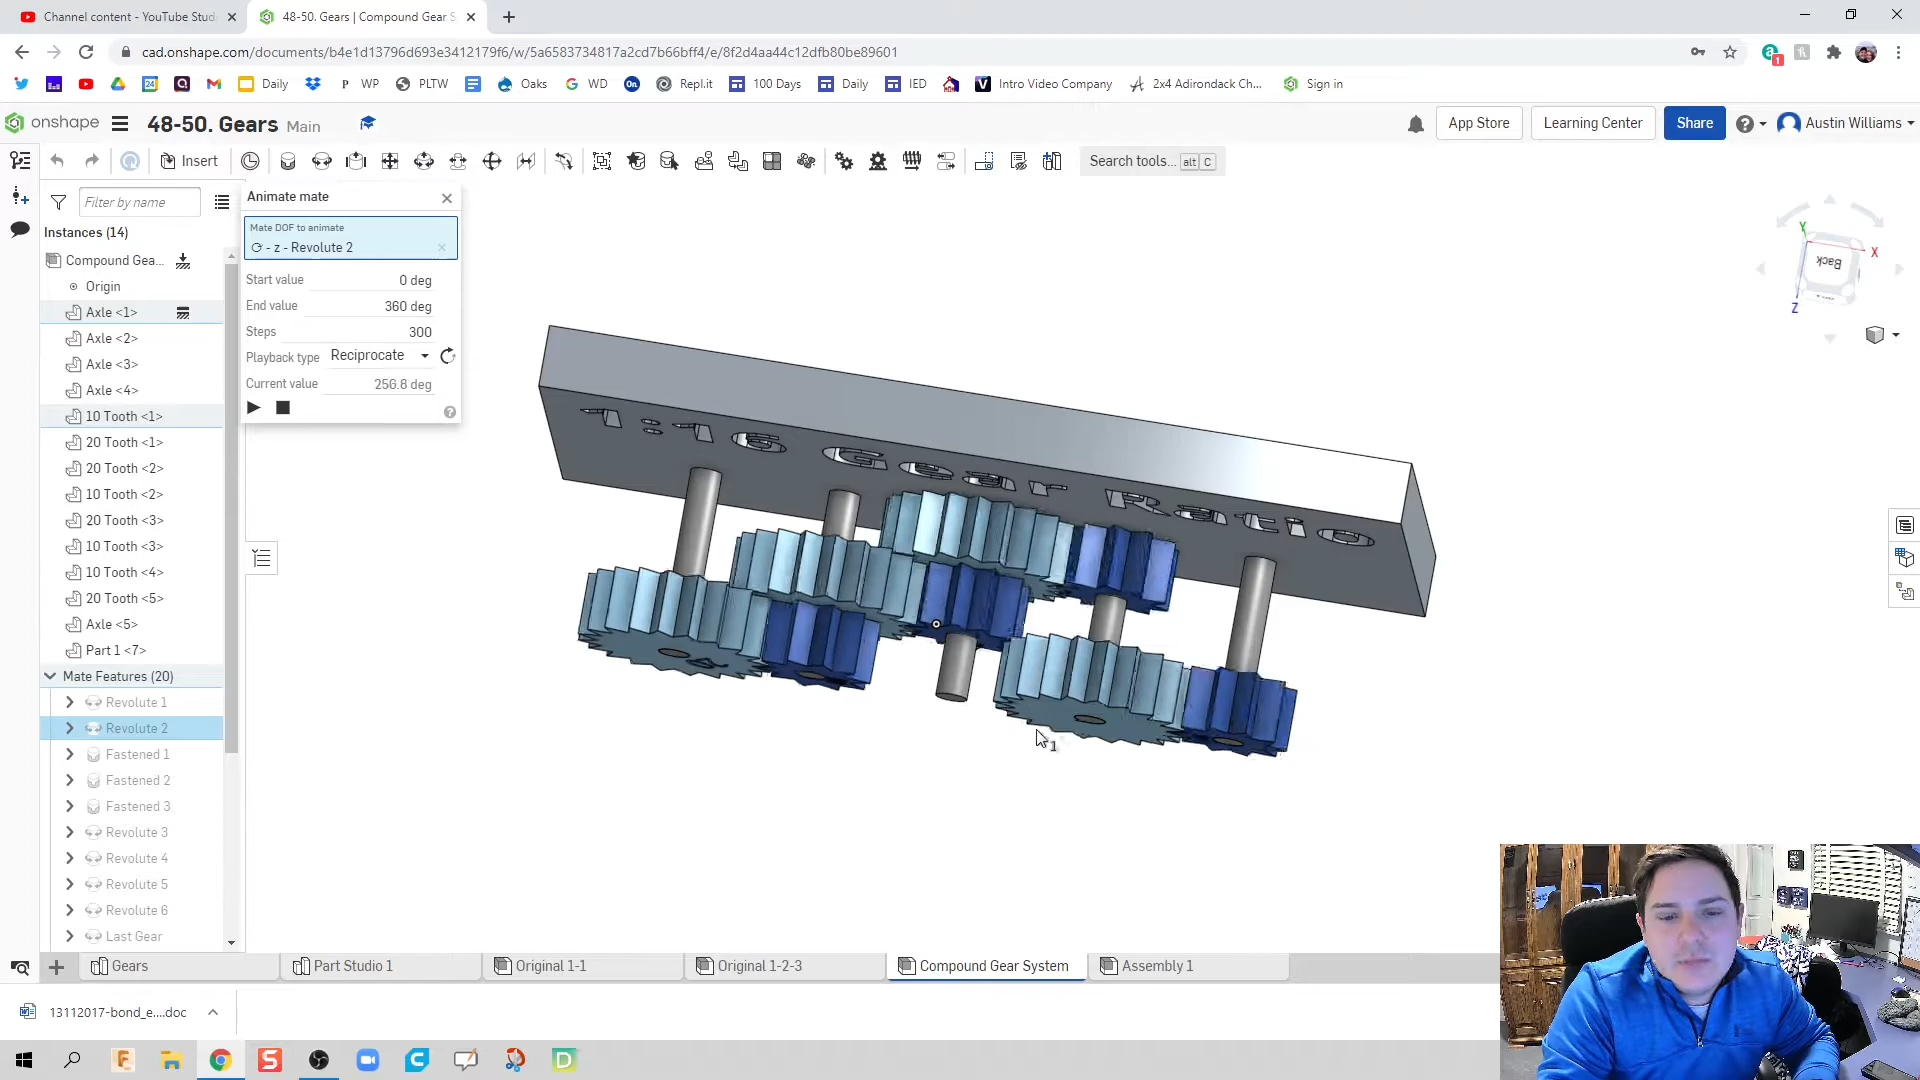 Channel content - YouTube Stud
48-50. Gears | Compound Gear S
cad.onshape.com/documents/b4e1d13796d693e3412179f6/w/5a6583734817a2cd7b66bff4/e/8f2d4aa44c12dfb80be89601
Daily
P WP
PLTW
Oaks
G WD
On
Repl.it
100 Days
Daily
IED
Intro Video Company
2x4 Adirondack Ch...
Sign in
onshape
48-50. Gears Main
App Store
Learning Center
Share
Austin Williams
Insert
Search tools... alt C
Filter by name
Instances (14)
Compound Gea...
Origin
Axle <1>
Axle <2>
Axle <3>
Axle <4>
10 Tooth <1>
20 Tooth <1>
20 Tooth <2>
10 Tooth <2>
20 Tooth <3>
10 Tooth <3>
10 Tooth <4>
20 Tooth <5>
Axle <5>
Part 1 <7>
Mate Features (20)
Revolute 1
Revolute 2
Fastened 1
Fastened 2
Fastened 3
Revolute 3
Revolute 4
Revolute 5
Revolute 6
Last Gear
Animate mate
Mate DOF to animate
- z - Revolute 2
Start value 0 deg
End value 360 deg
Steps 300
Playback type Reciprocate
Current value 256.8 deg
1:16 Gear Ratio
1
Y
X
Z
Back
Gears
Part Studio 1
Original 1-1
Original 1-2-3
Compound Gear System
Assembly 1
13112017-bond_e....doc